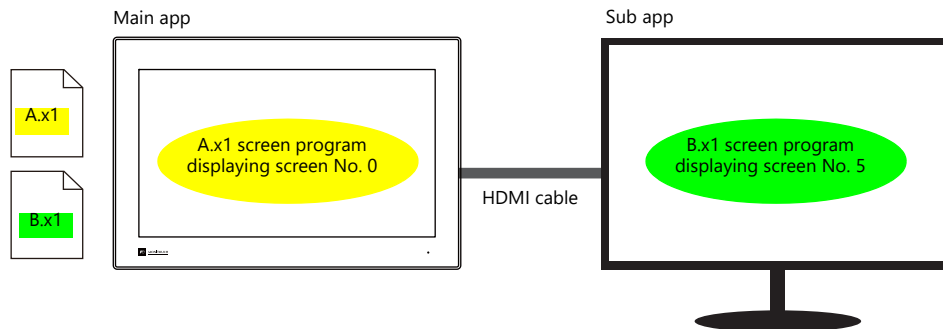 Main app
Sub app
A.x1
A.x1 screen program
displaying screen No. 0
B.x1 screen program
displaying screen No. 5
HDMI cable
B.x1